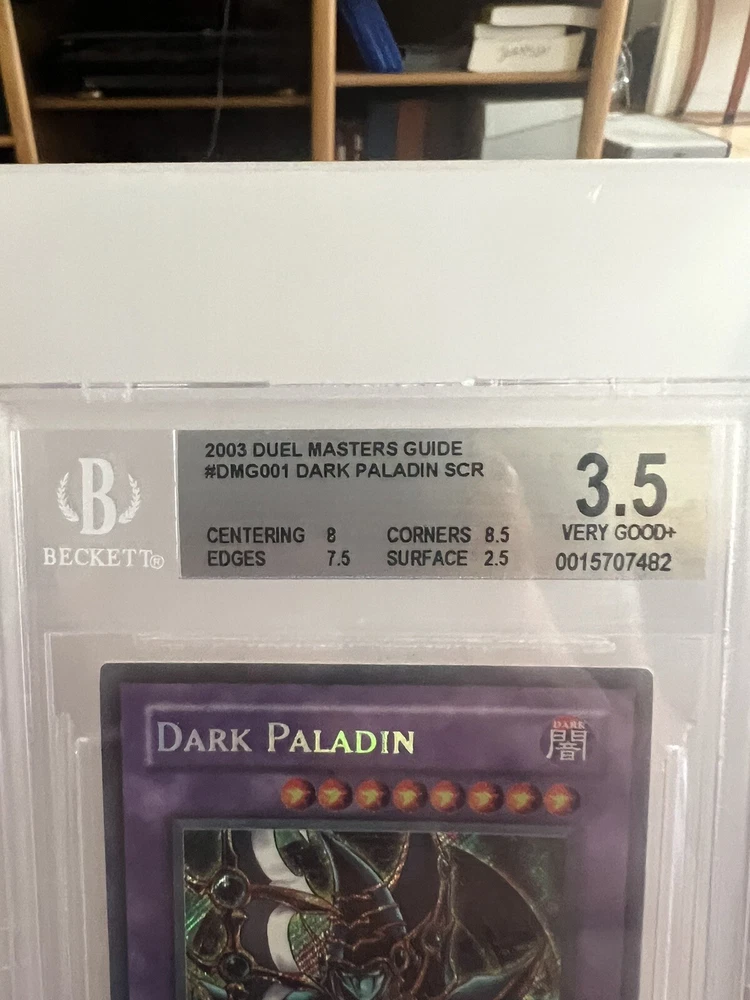 2003 DUEL MASTERS GUIDE
#DMG001 DARK PALADIN SCR
3.5
CENTERING 8 CORNERS 8.5
VERY GOOD+
EDGES 7.5 SURFACE 2.5
0015707482
B
BECKETT®
DARK PALADIN
DARK
闇